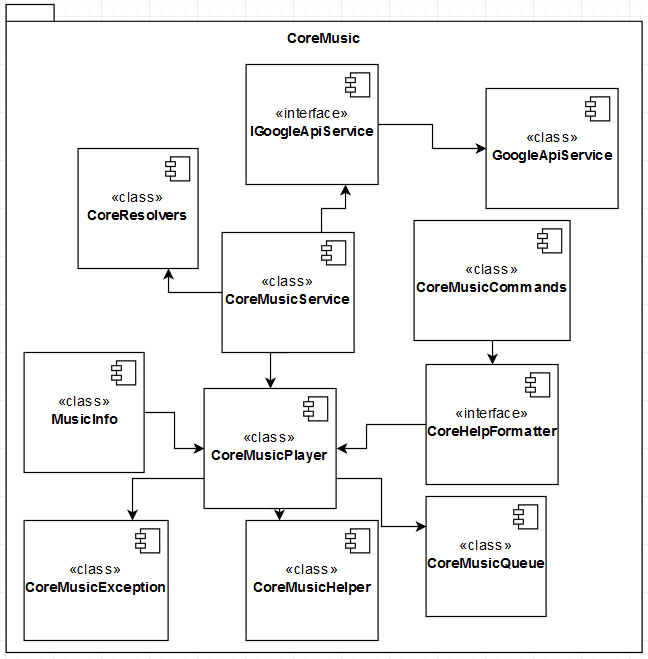 CoreMusic
«interface»
IGoogleApiService
«class»
GoogleApiService
«class»
CoreResolvers
«class»
CoreMusicService
«class»
CoreMusicCommands
«class»
MusicInfo
«class»
CoreMusicPlayer
«interface»
CoreHelpFormatter
«class»
CoreMusicException
«class»
CoreMusicHelper
«class»
CoreMusicQueue